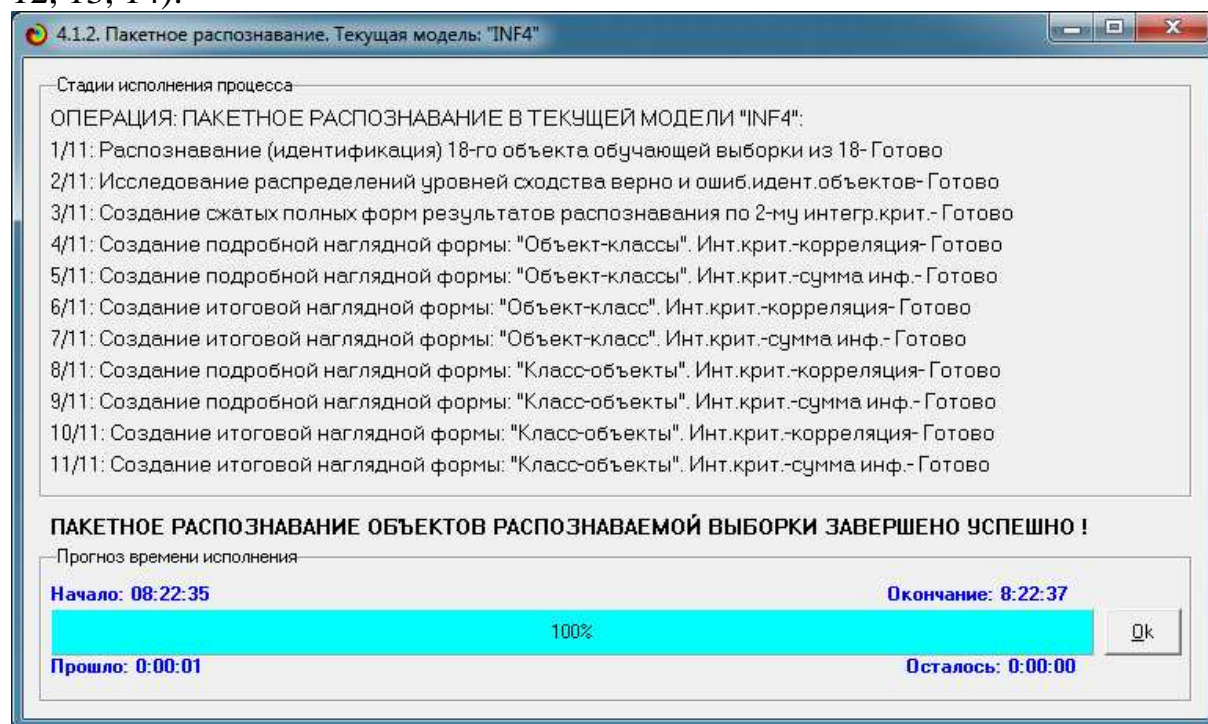 12, 13, 14).
4.1.2. Пакетное распознавание. Текущая модель: "INF4"
Стадии исполнения процесса
ОПЕРАЦИЯ: ПАКЕТНОЕ РАСПОЗНАВАНИЕ В ТЕКУЩЕЙ МОДЕЛИ "INF4":
1/11: Распознавание (идентификация) 18-го объекта обучающей выборки из 18- Готово
2/11: Исследование распределений уровней сходства верно и ошиб.идент.объектов- Готово
3/11: Создание сжатых полных форм результатов распознавания по 2-му интегр.крит.- Готово
4/11: Создание подробной наглядной формы: "Объект-классы". Инт.крит.-корреляция- Готово
5/11: Создание подробной наглядной формы: "Объект-классы". Инт.крит.-сумма инф.- Готово
6/11: Создание итоговой наглядной формы: "Объект-класс". Инт.крит.-корреляция- Готово
7/11: Создание итоговой наглядной формы: "Объект-класс". Инт.крит.-сумма инф.- Готово
8/11: Создание подробной наглядной формы: "Класс-объекты". Инт.крит.-корреляция- Готово
9/11: Создание подробной наглядной формы: "Класс-объекты". Инт.крит.-сумма инф.- Готово
10/11: Создание итоговой наглядной формы: "Класс-объекты". Инт.крит.-корреляция- Готово
11/11: Создание итоговой наглядной формы: "Класс-объекты". Инт.крит.-сумма инф.- Готово
ПАКЕТНОЕ РАСПОЗНАВАНИЕ ОБЪЕКТОВ РАСПОЗНАВАЕМОЙ ВЫБОРКИ ЗАВЕРШЕНО УСПЕШНО !
Прогноз времени исполнения
Начало: 08:22:35 Окончание: 8:22:37
100% Ok
Прошло: 0:00:01 Осталось: 0:00:00